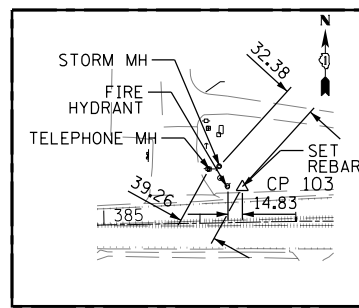 N
STORM MH
32.38
FIRE
HYDRANT
TELEPHONE MH
SET
REBAR
CP 103
39.26
14.83
385
T